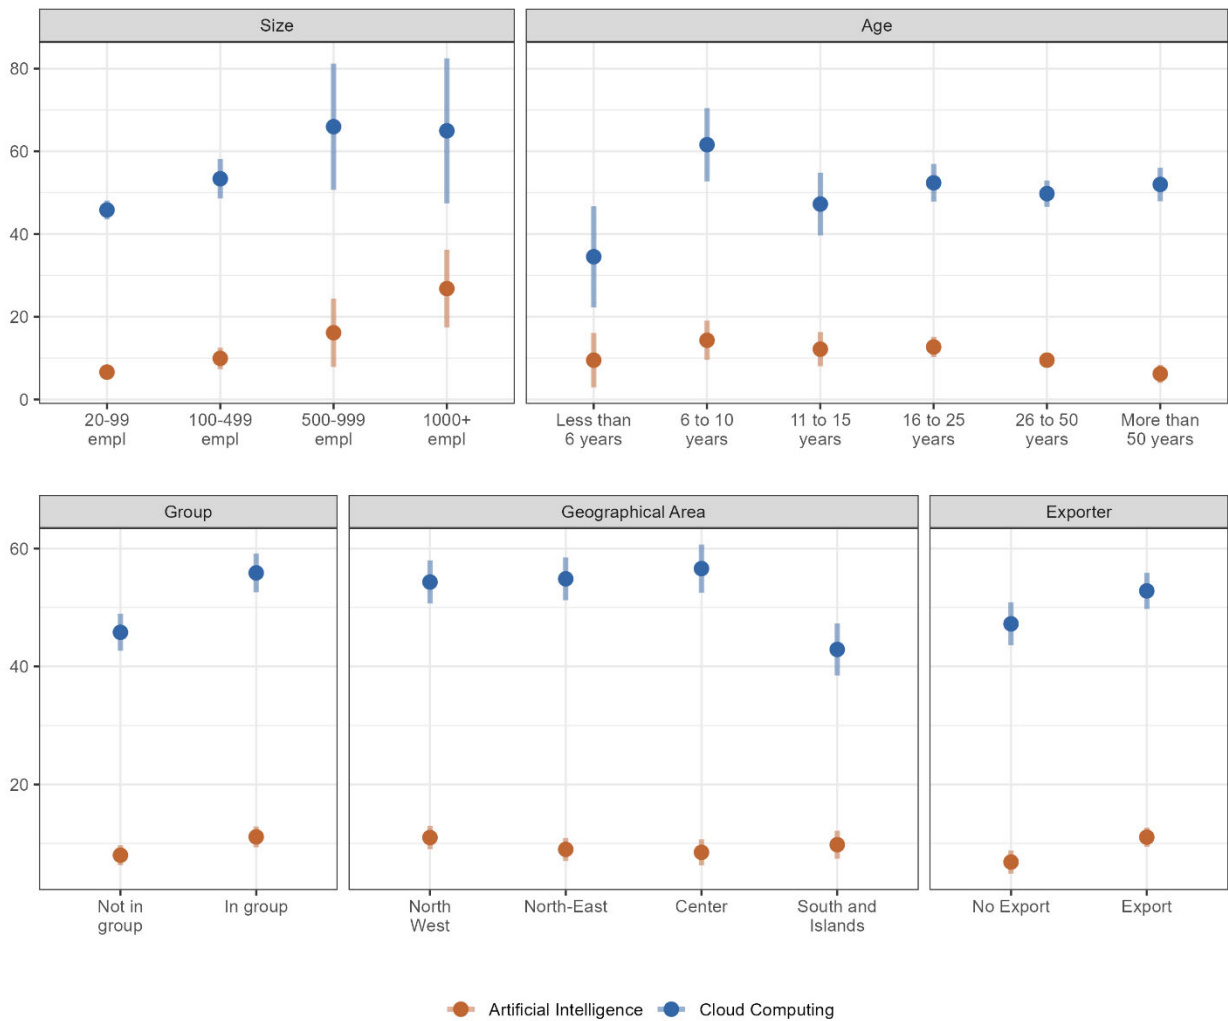 Size
Age
80
60
40
20
0
20-99
empl
100-499
empl
500-999
empl
1000+
empl
Less than
6 years
6 to 10
years
11 to 15
years
16 to 25
years
26 to 50
years
More than
50 years
Group
Geographical Area
Exporter
60
40
20
Not in
group
In group
North
West
North-East
Center
South and
Islands
No Export
Export
Artificial Intelligence
Cloud Computing